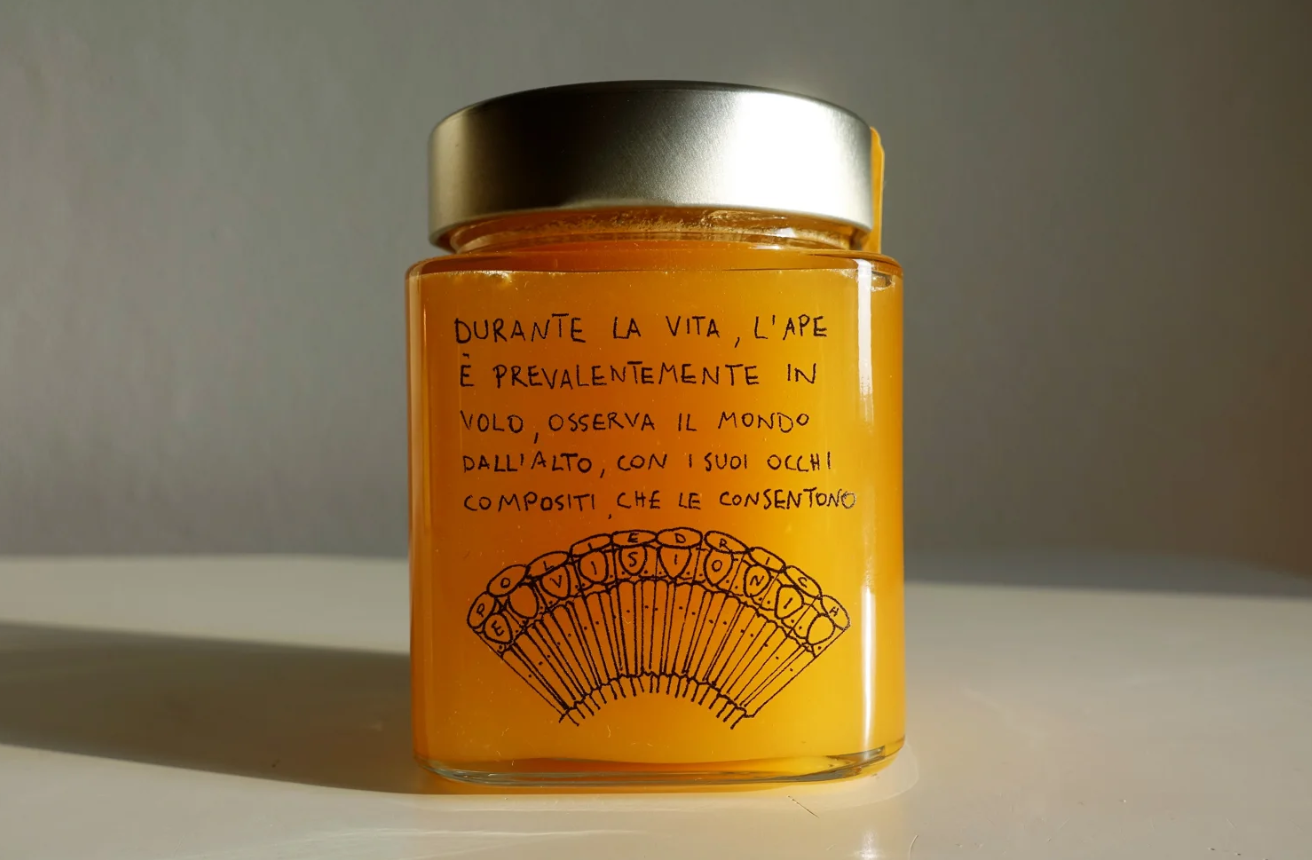 DURANTE LA VITA, L'APE
È PREVALENTEMENTE IN
VOLO, OSSERVA IL MONDO
DALL'ALTO, CON I SUOI OCCHI
COMPOSITI, CHE LE CONSENTONO
POLIEDRICH
E VISIONI